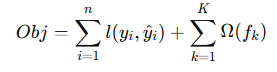 $Obj = \sum_{i=1}^{n} l(y_i, \hat{y}_i) + \sum_{k=1}^{K} \Omega(f_k)$